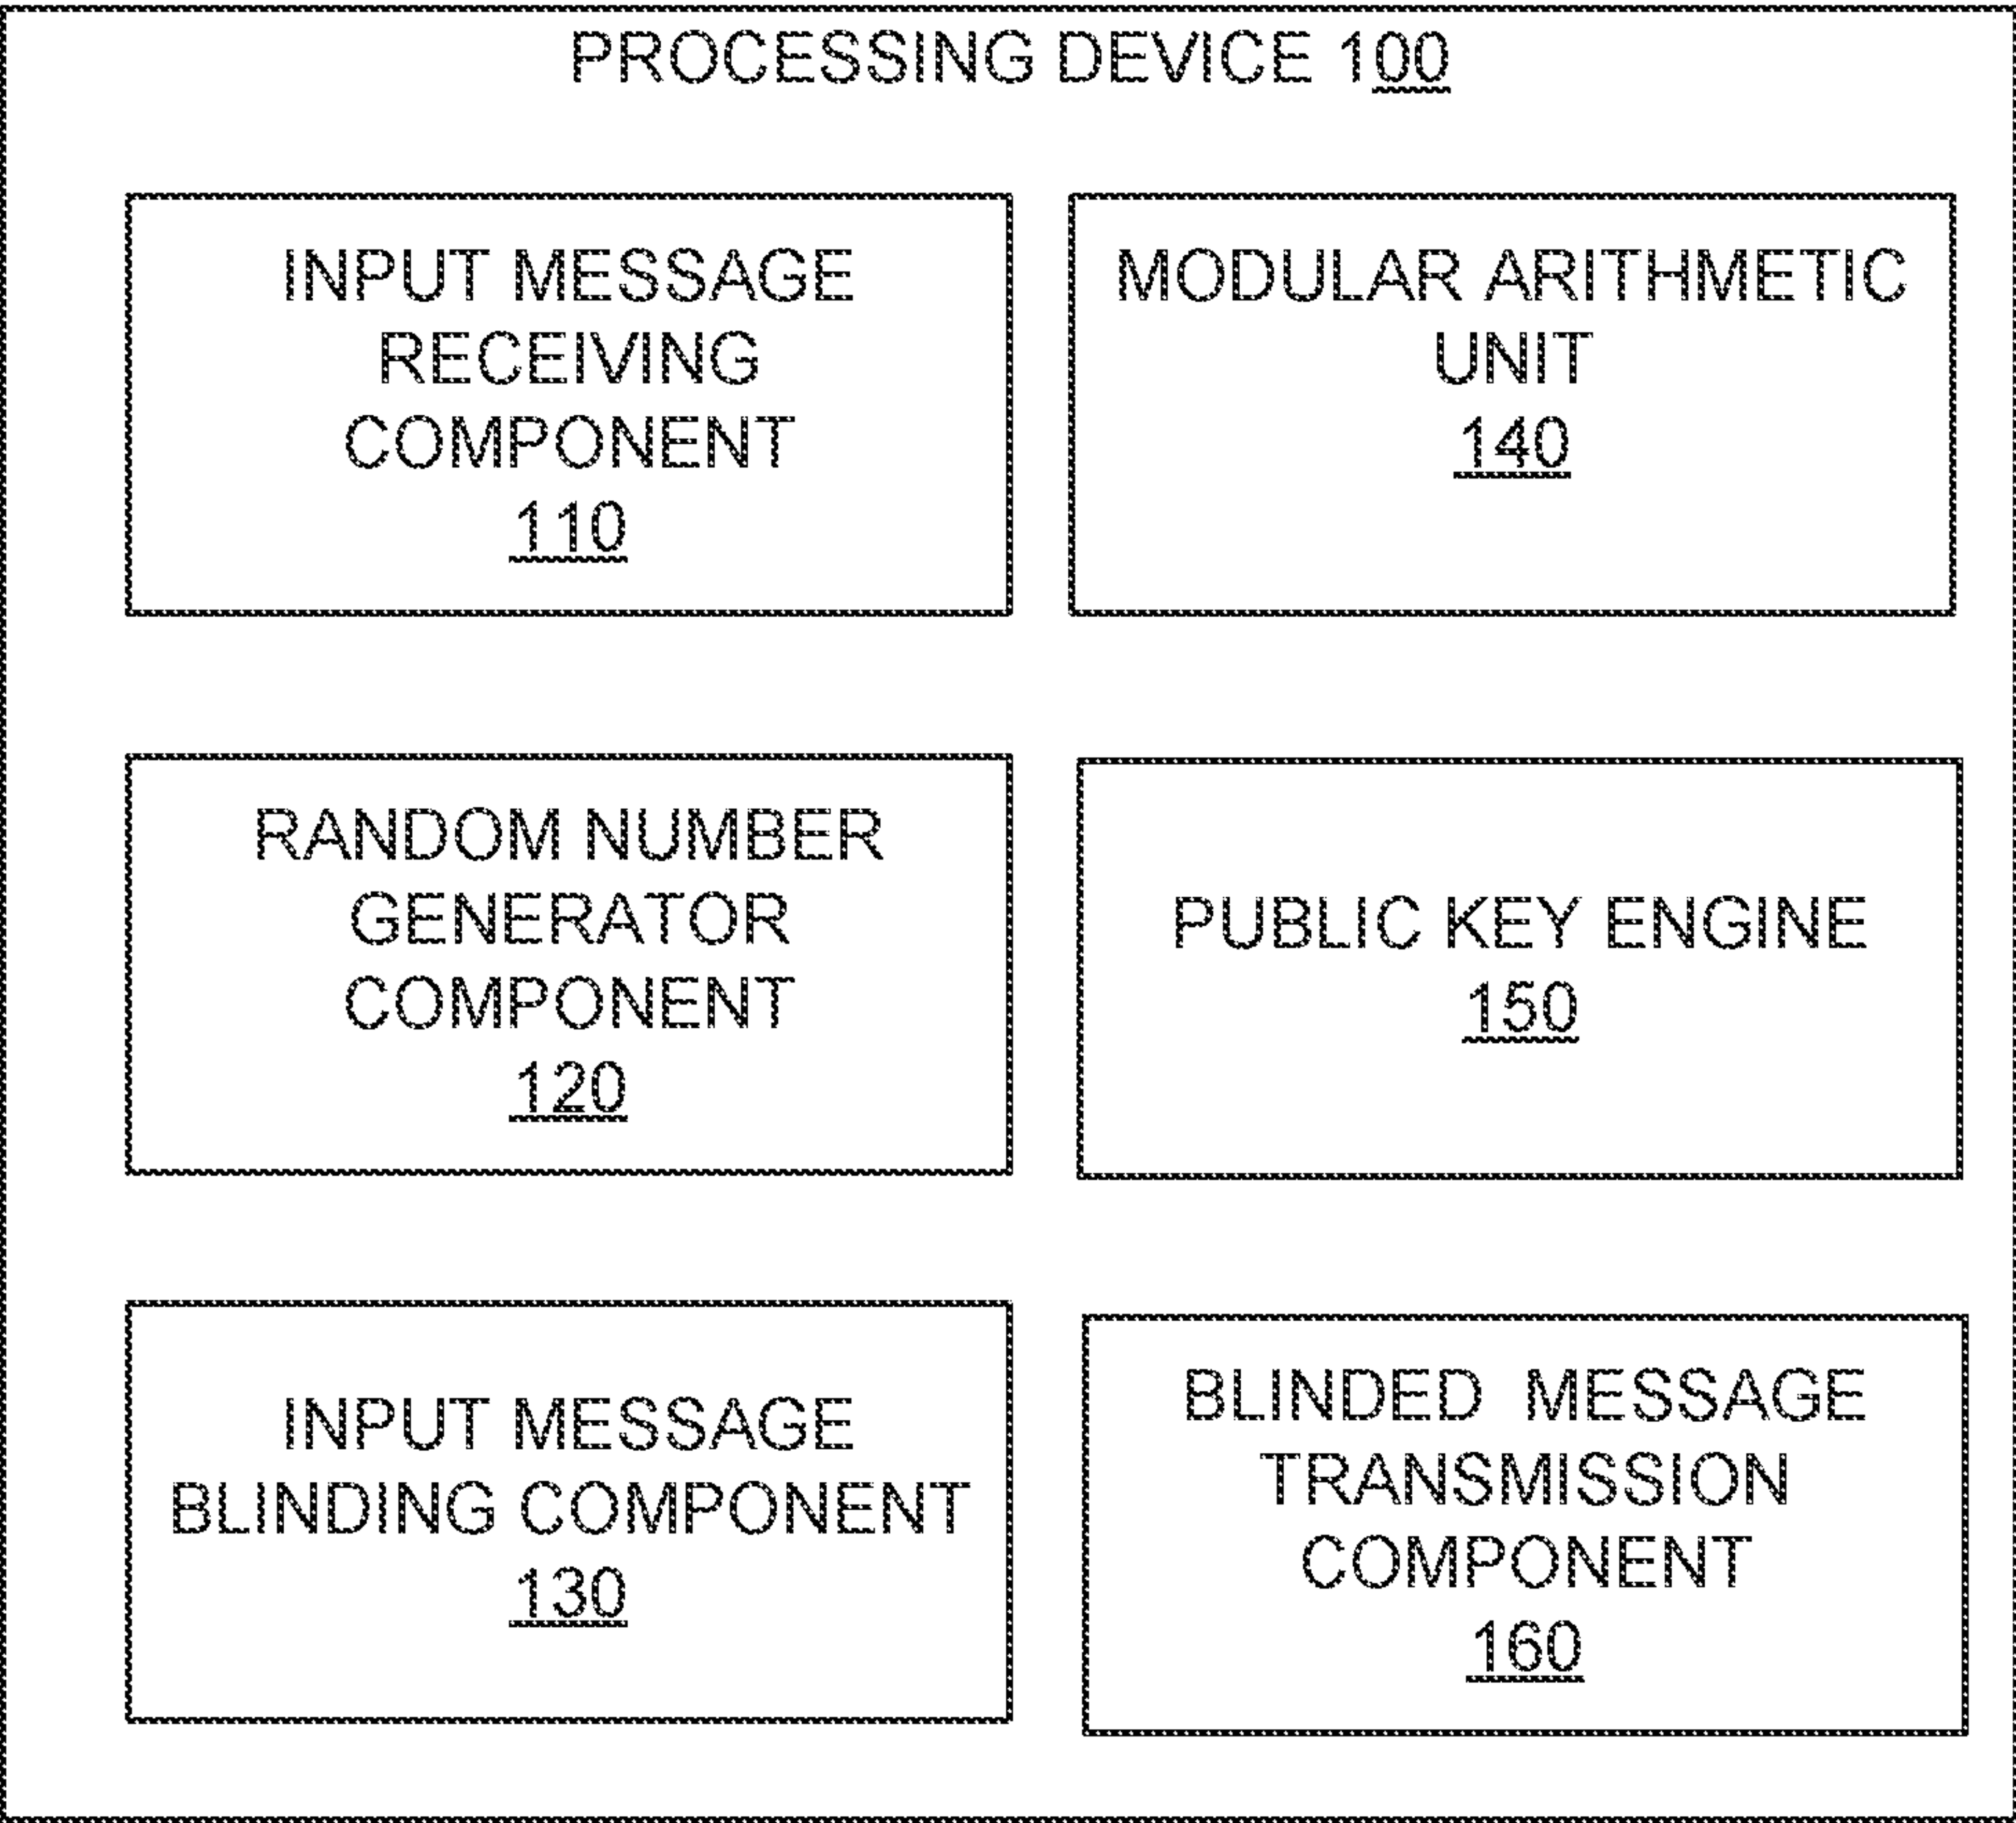 PROCESSING DEVICE 100
INPUT MESSAGE
RECEIVING
COMPONENT
110
MODULAR ARITHMETIC
UNIT
140
RANDOM NUMBER
GENERATOR
COMPONENT
120
PUBLIC KEY ENGINE
150
INPUT MESSAGE
BLINDING COMPONENT
130
BLINDED MESSAGE
TRANSMISSION
COMPONENT
160